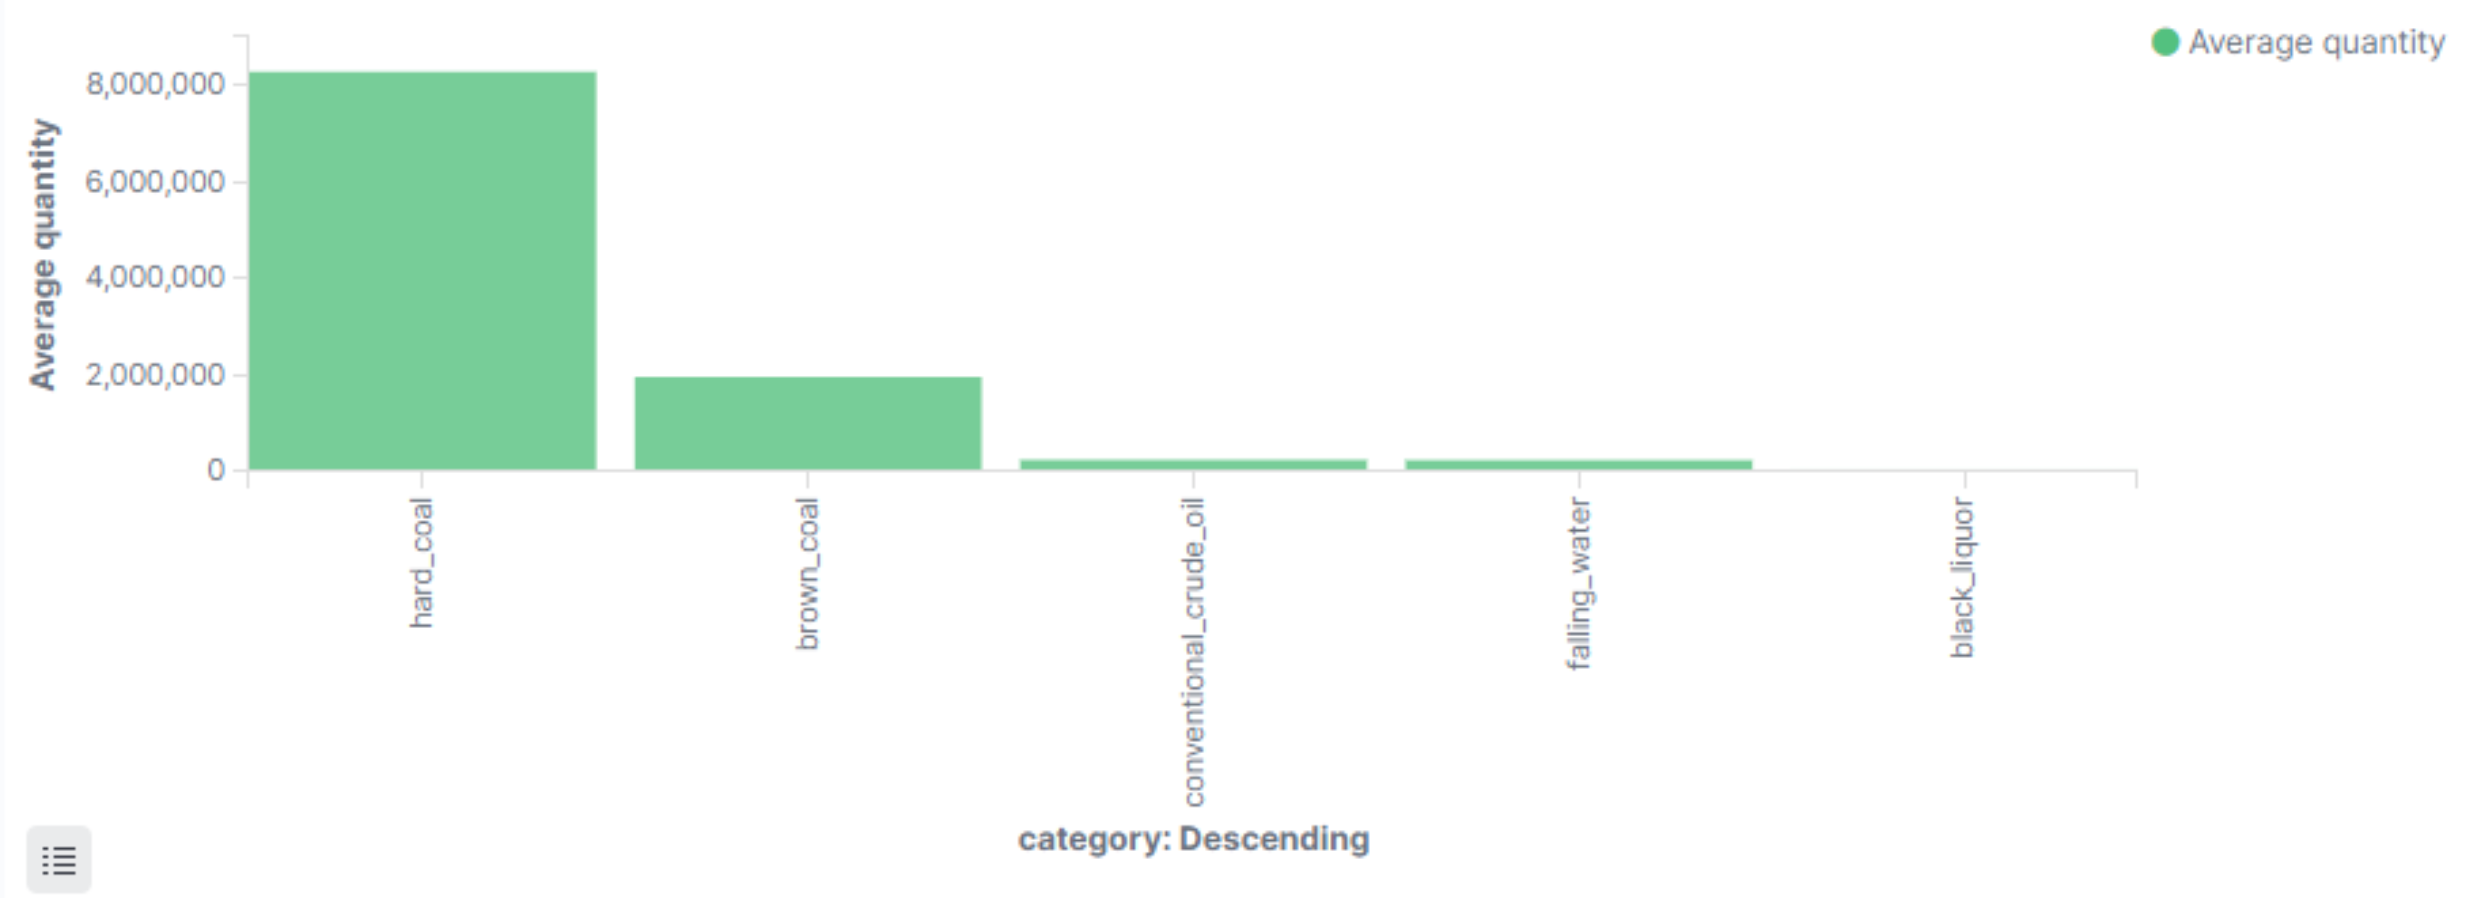 Average quantity
8,000,000
6,000,000
4,000,000
2,000,000
0
Average quantity
hard_coal
brown_coal
conventional_crude_oil
falling_water
black_liquor
category: Descending